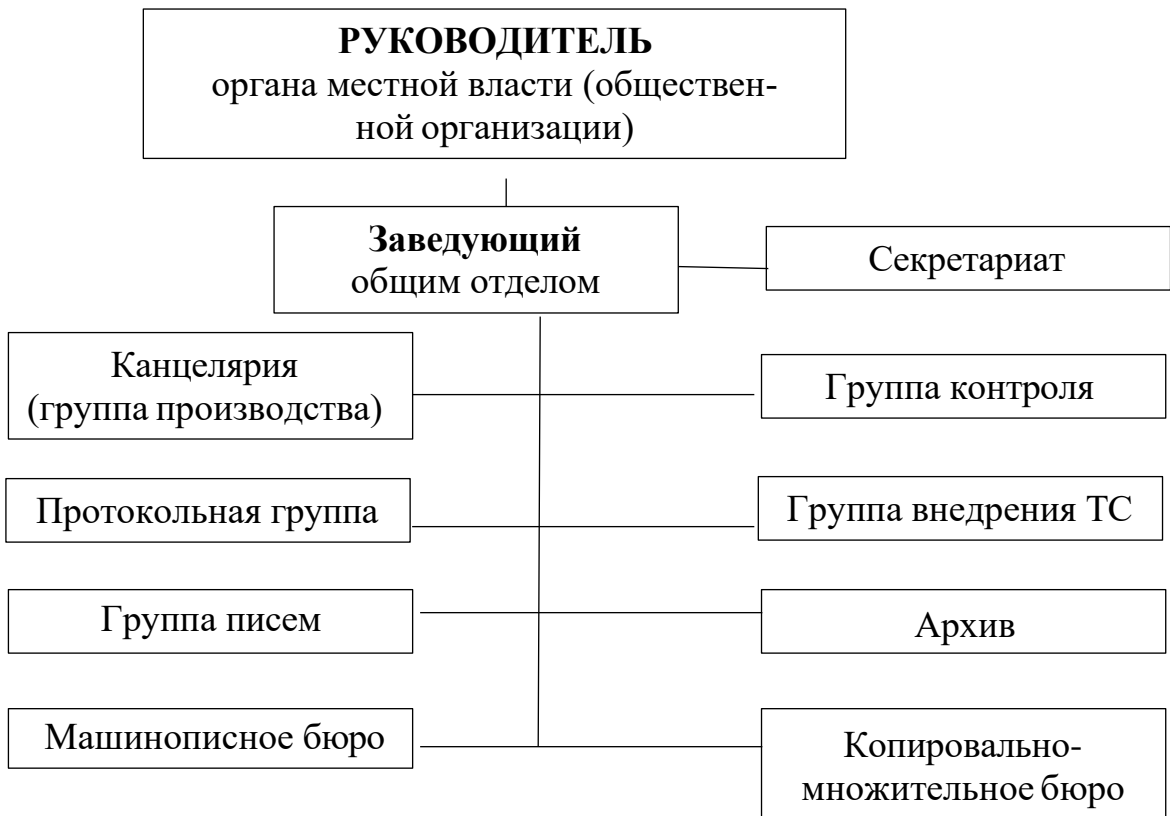 РУКОВОДИТЕЛЬ
органа местной власти (обществен-
ной организации)
Заведующий
общим отделом
Секретариат
Канцелярия
(группа производства)
Группа контроля
Протокольная группа
Группа внедрения ТС
Группа писем
Архив
Машинописное бюро
Копировально-
множительное бюро